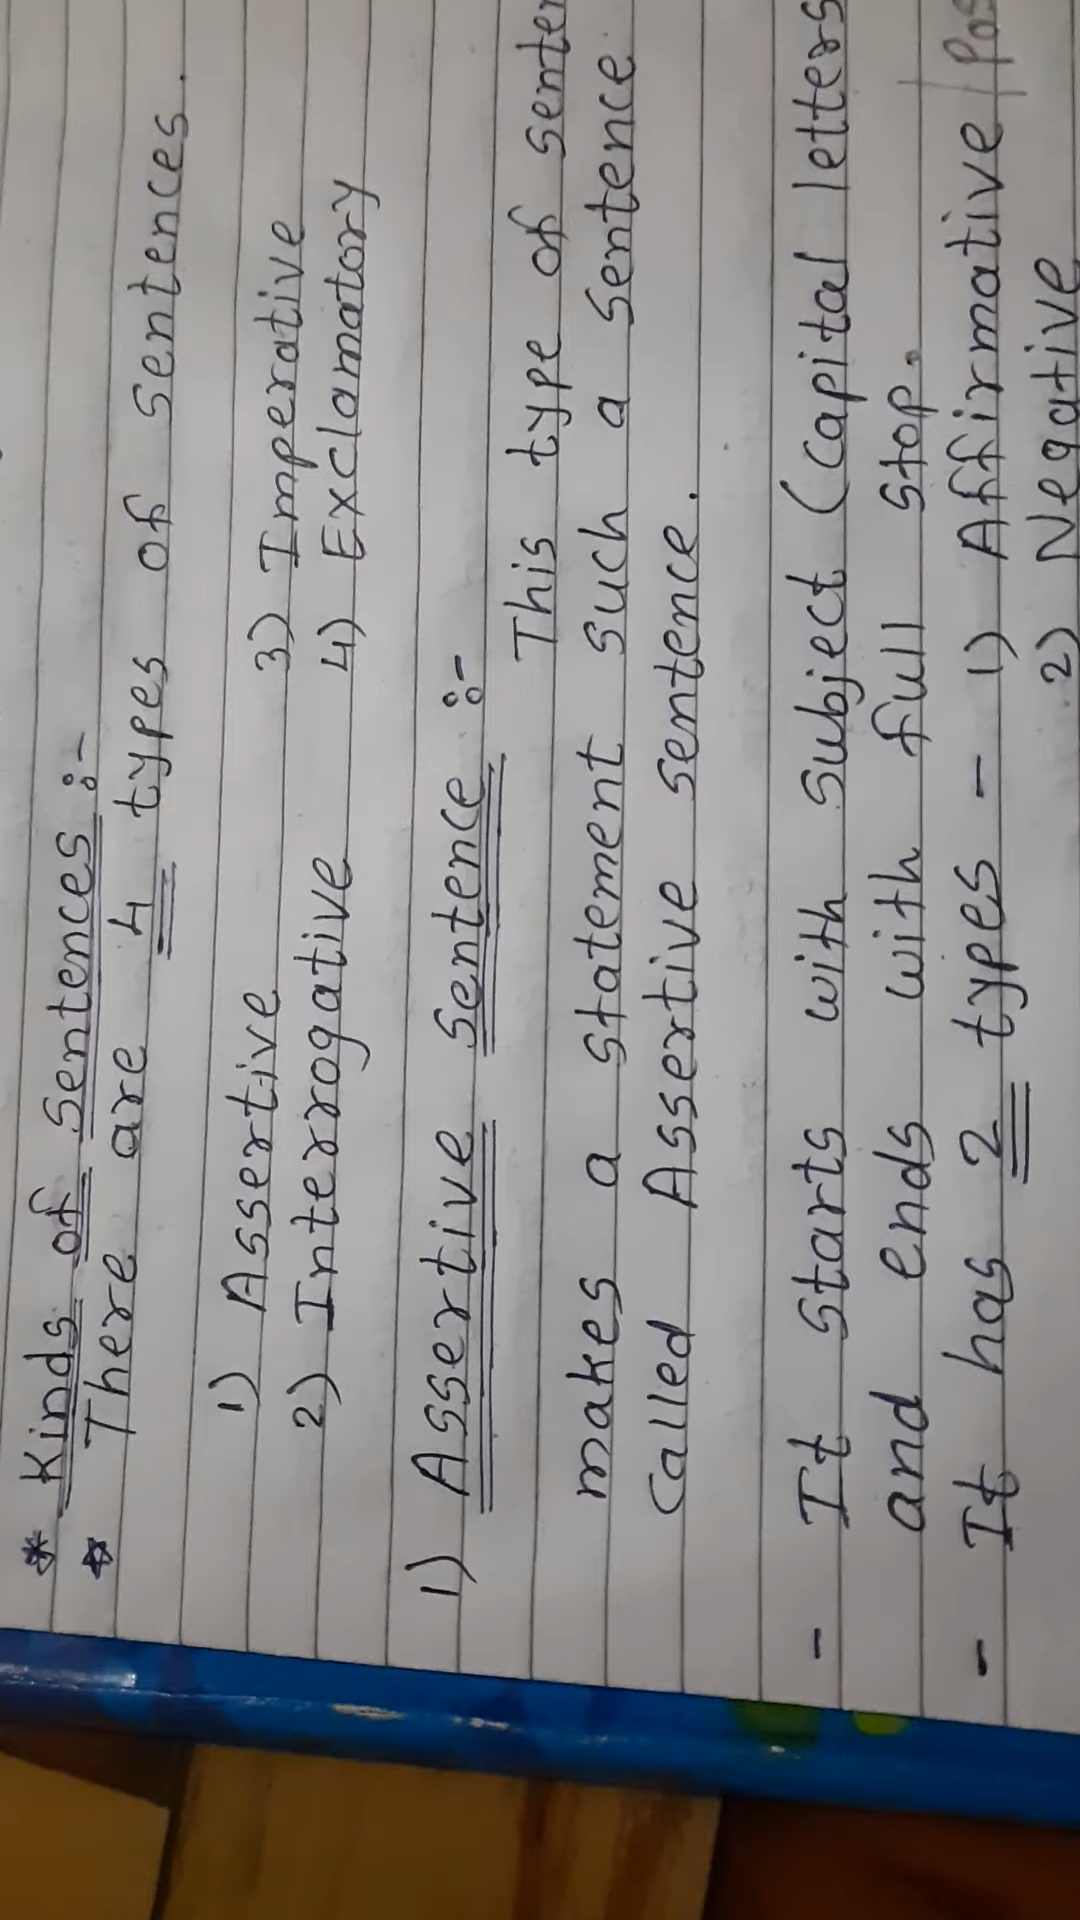 * Kinds of Sentences :-
* There are 4 types of Sentences.
1) Assertive 3) Imperative
2) Interrogative 4) Exclamatory
1) Assertive Sentence :-
This type of
makes a statement such a sentence
called Assertive sentence.
- It starts with Subject (Capital letters
and ends with full stop.
- It has 2 types - 1) Affirmative /
2) Negative